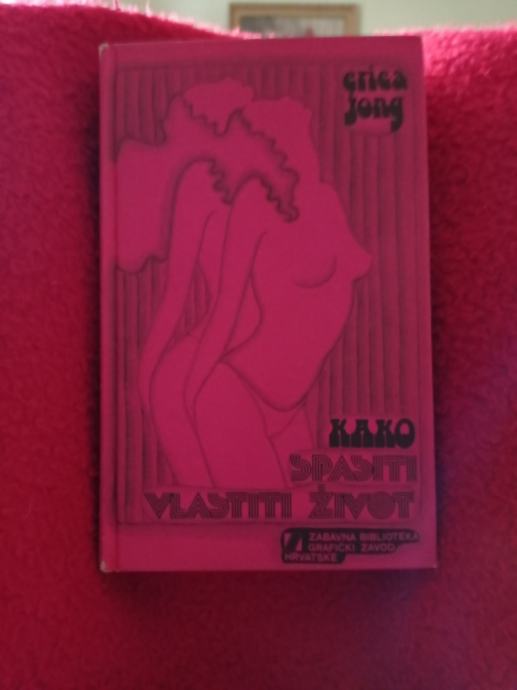 erica
jong
KAKO
SPASITI
VLASTITI ŽIVOT
ZABAVNA BIBLIOTEKA
GRAFIČKI ZAVOD
HRVATSKE